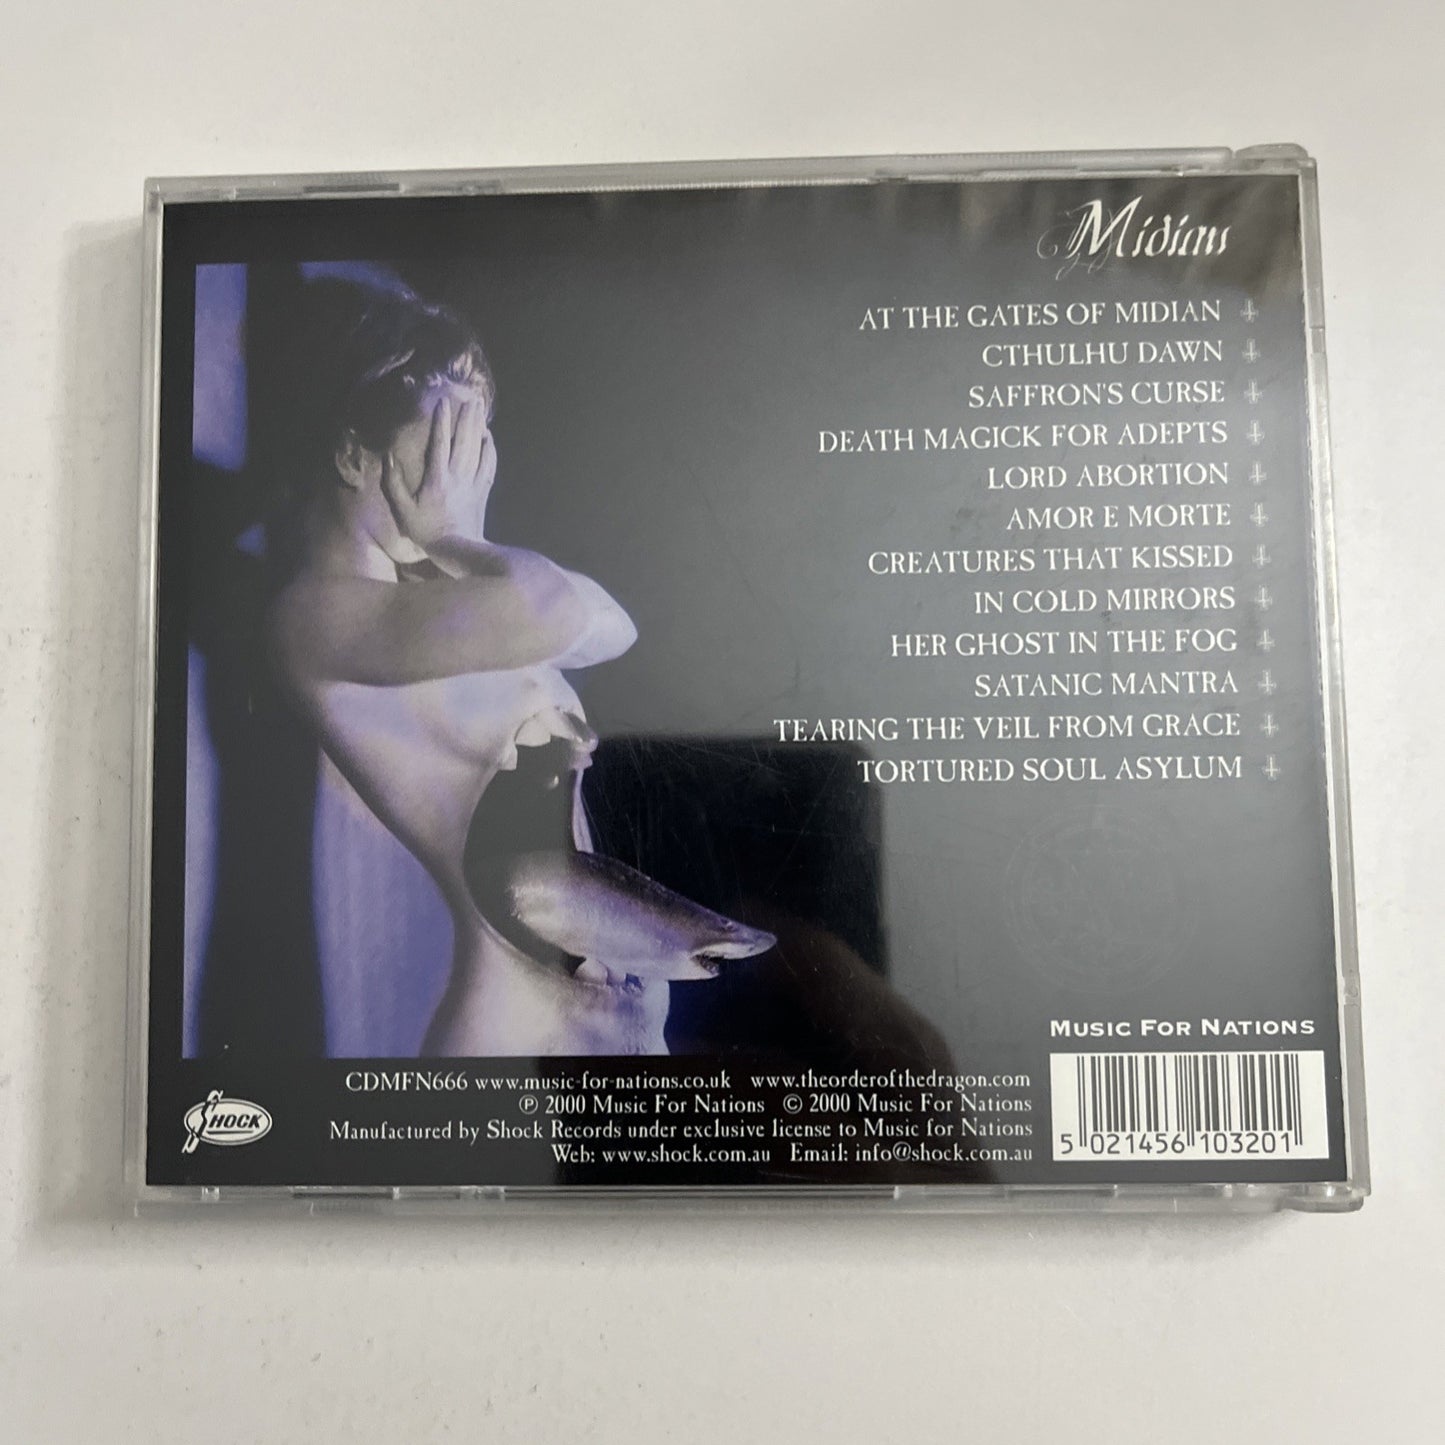 Midian
AT THE GATES OF MIDIAN
CTHULHU DAWN
SAFFRON'S CURSE
DEATH MAGICK FOR ADEPTS
LORD ABORTION
AMOR E MORTE
CREATURES THAT KISSED
IN COLD MIRRORS
HER GHOST IN THE FOG
SATANIC MANTRA
TEARING THE VEIL FROM GRACE
TORTURED SOUL ASYLUM
MUSIC FOR NATIONS
CDMFN666 www.music-for-nations.co.uk www.theorderofthedragon.com
℗ 2000 Music For Nations © 2000 Music For Nations
Manufactured by Shock Records under exclusive license to Music for Nations
Web: www.shock.com.au Email: info@shock.com.au
SHOCK
5 021456 103201